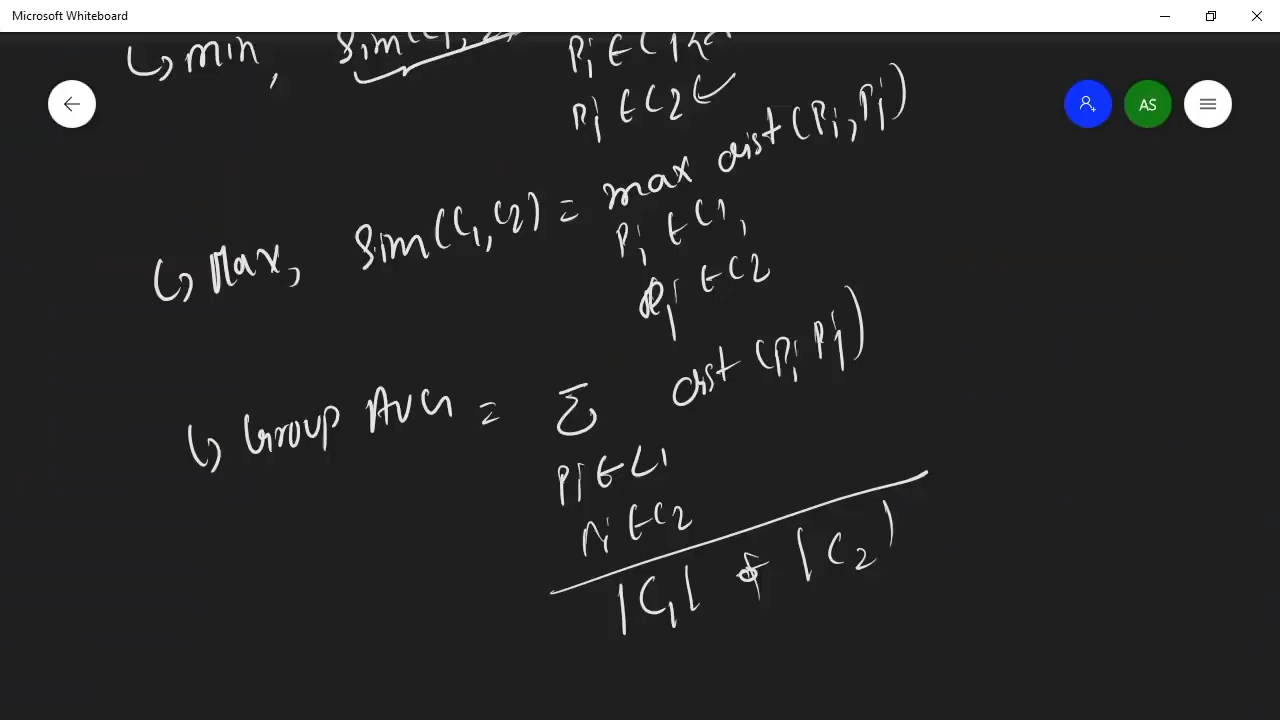 Microsoft Whiteboard
AS
↳ min, Sim(C1,
Pi ∈ C1
Pj ∈ C2 ✓
↳ Max, Sim(C1, C2) = max dist(Pi, Pj)
Pi ∈ C1,
Pj ∈ C2
↳ Group AVG = Σ dist (Pi Pj)
Pi ∈ C1
Pj ∈ C2
|C1| * |C2|